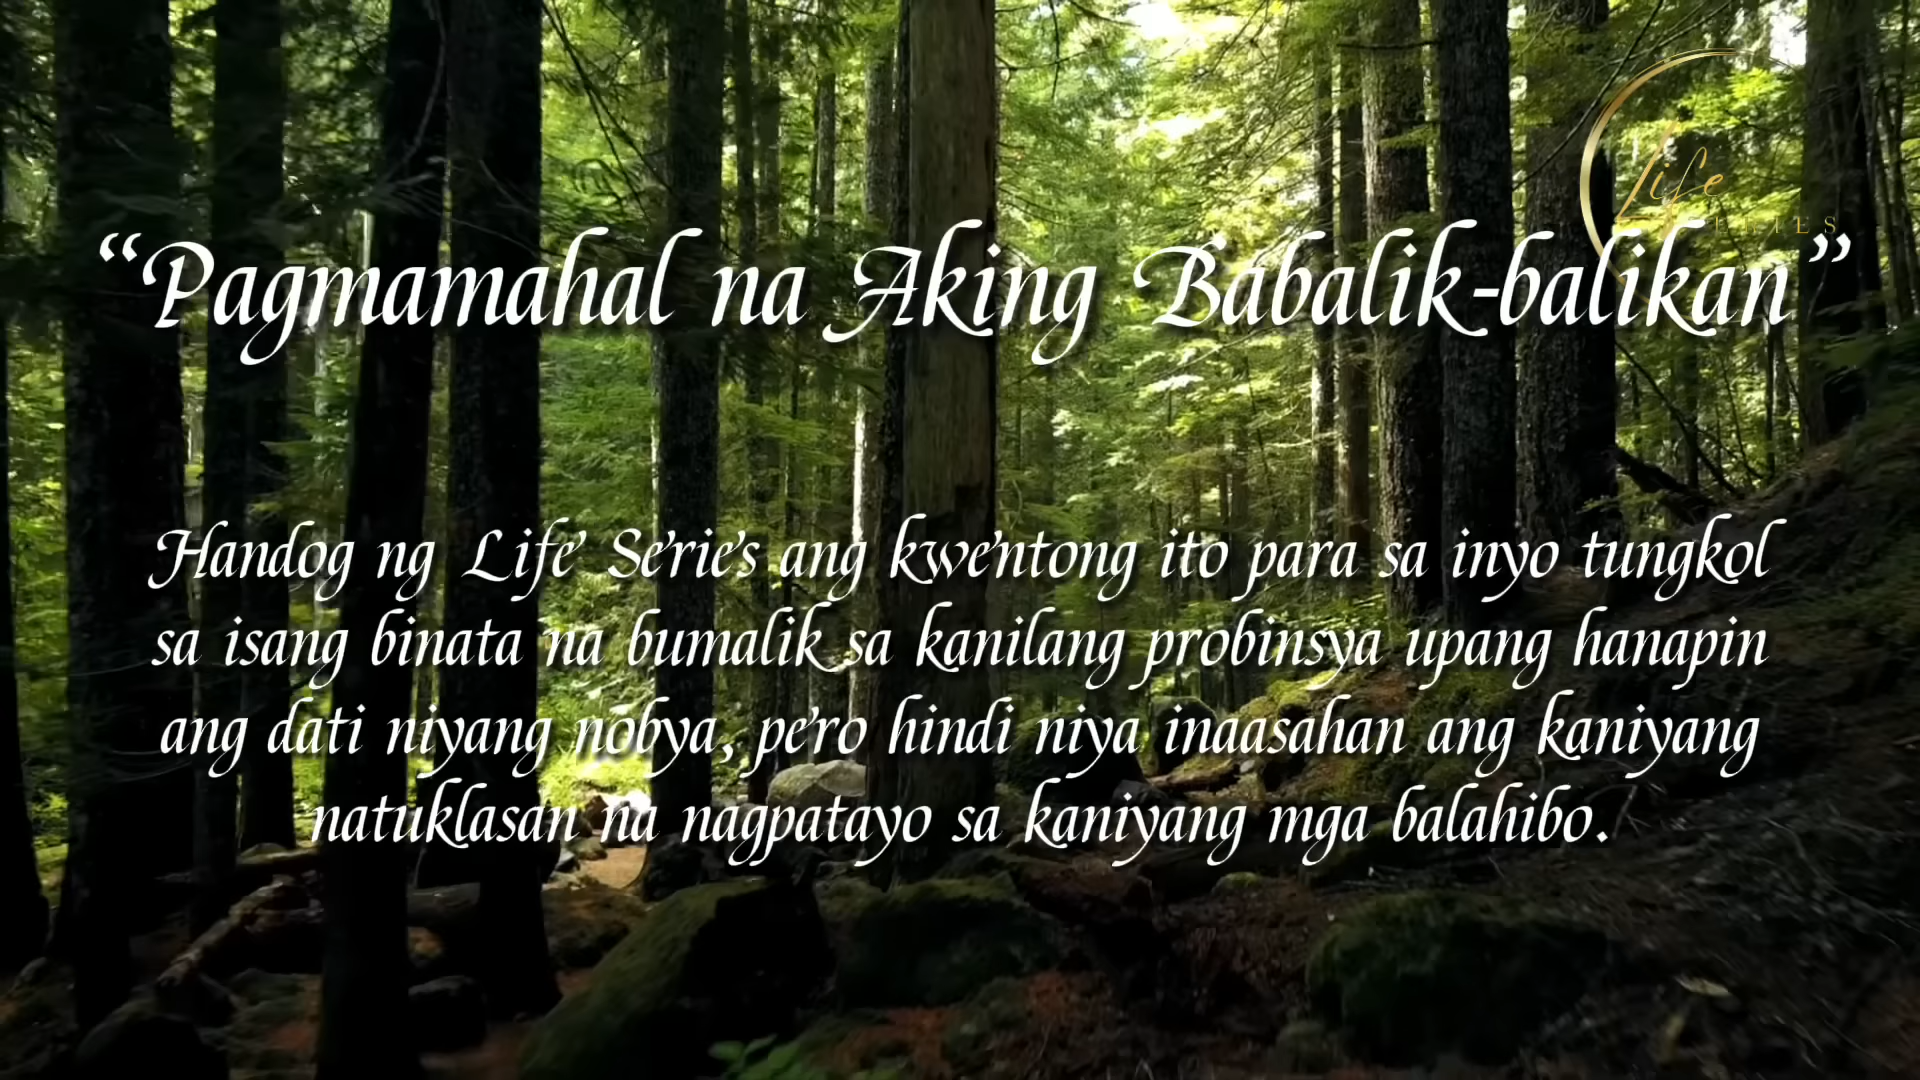 Life
SERIES
“Pagmamahal na Aking Babalik-balikan”
Handog ng Life Series ang kwentong ito para sa inyo tungkol
sa isang binata na bumalik sa kanilang probinsya upang hanapin
ang dati niyang nobya, pero hindi niya inaasahan ang kaniyang
natuklasan na nagpatayo sa kaniyang mga balahibo.